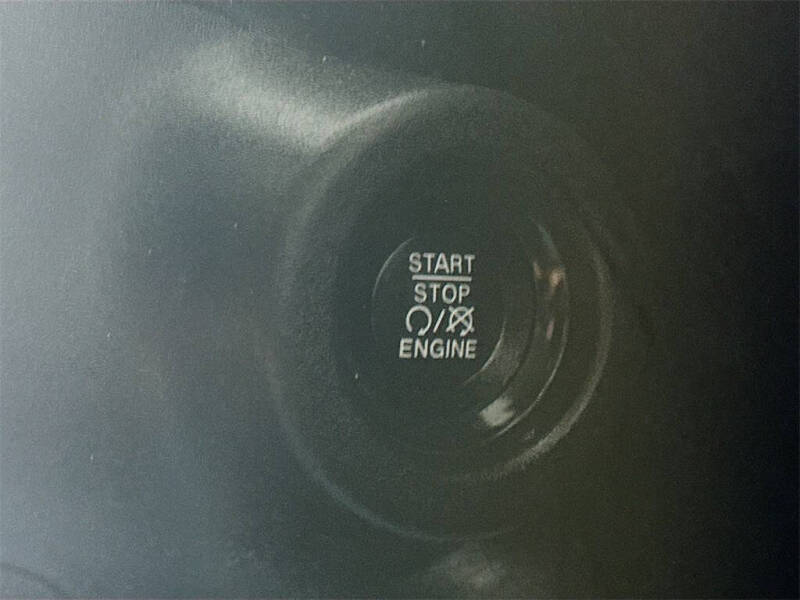 START
STOP
/
ENGINE